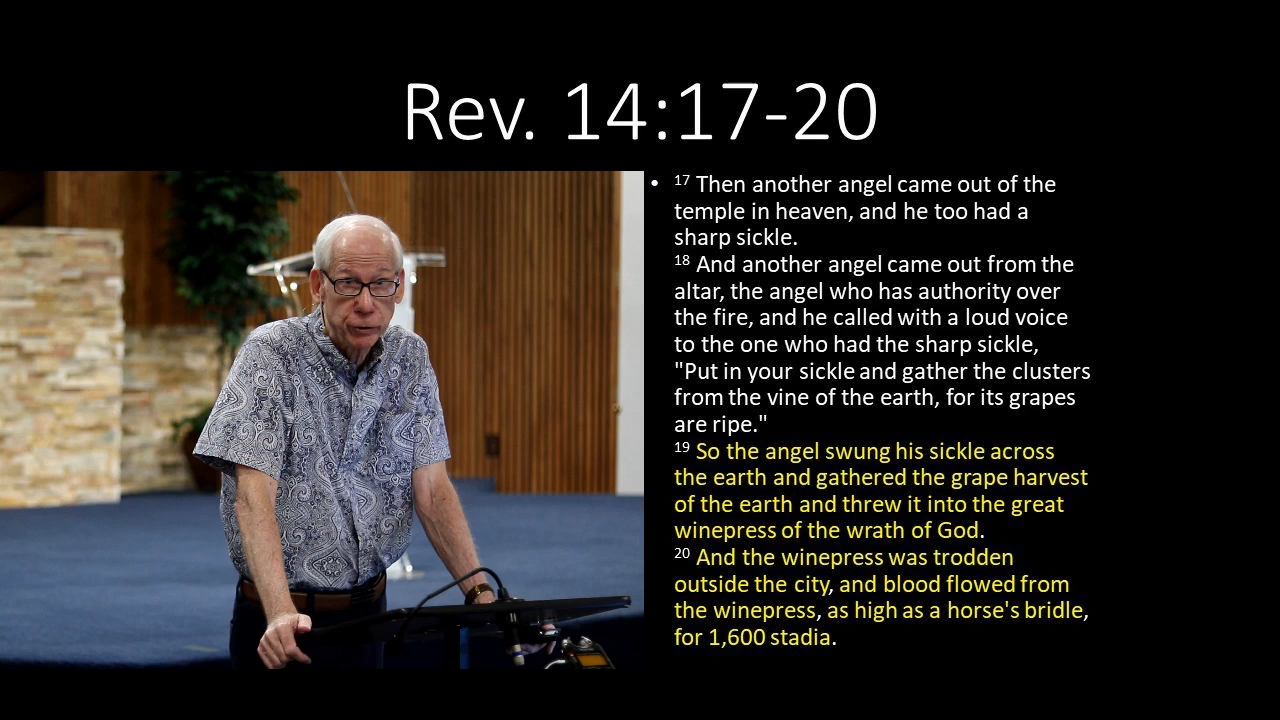 Rev. 14:17-20
• 17 Then another angel came out of the
temple in heaven, and he too had a
sharp sickle.
18 And another angel came out from the
altar, the angel who has authority over
the fire, and he called with a loud voice
to the one who had the sharp sickle,
"Put in your sickle and gather the clusters
from the vine of the earth, for its grapes
are ripe."
19 So the angel swung his sickle across
the earth and gathered the grape harvest
of the earth and threw it into the great
winepress of the wrath of God.
20 And the winepress was trodden
outside the city, and blood flowed from
the winepress, as high as a horse's bridle,
for 1,600 stadia.